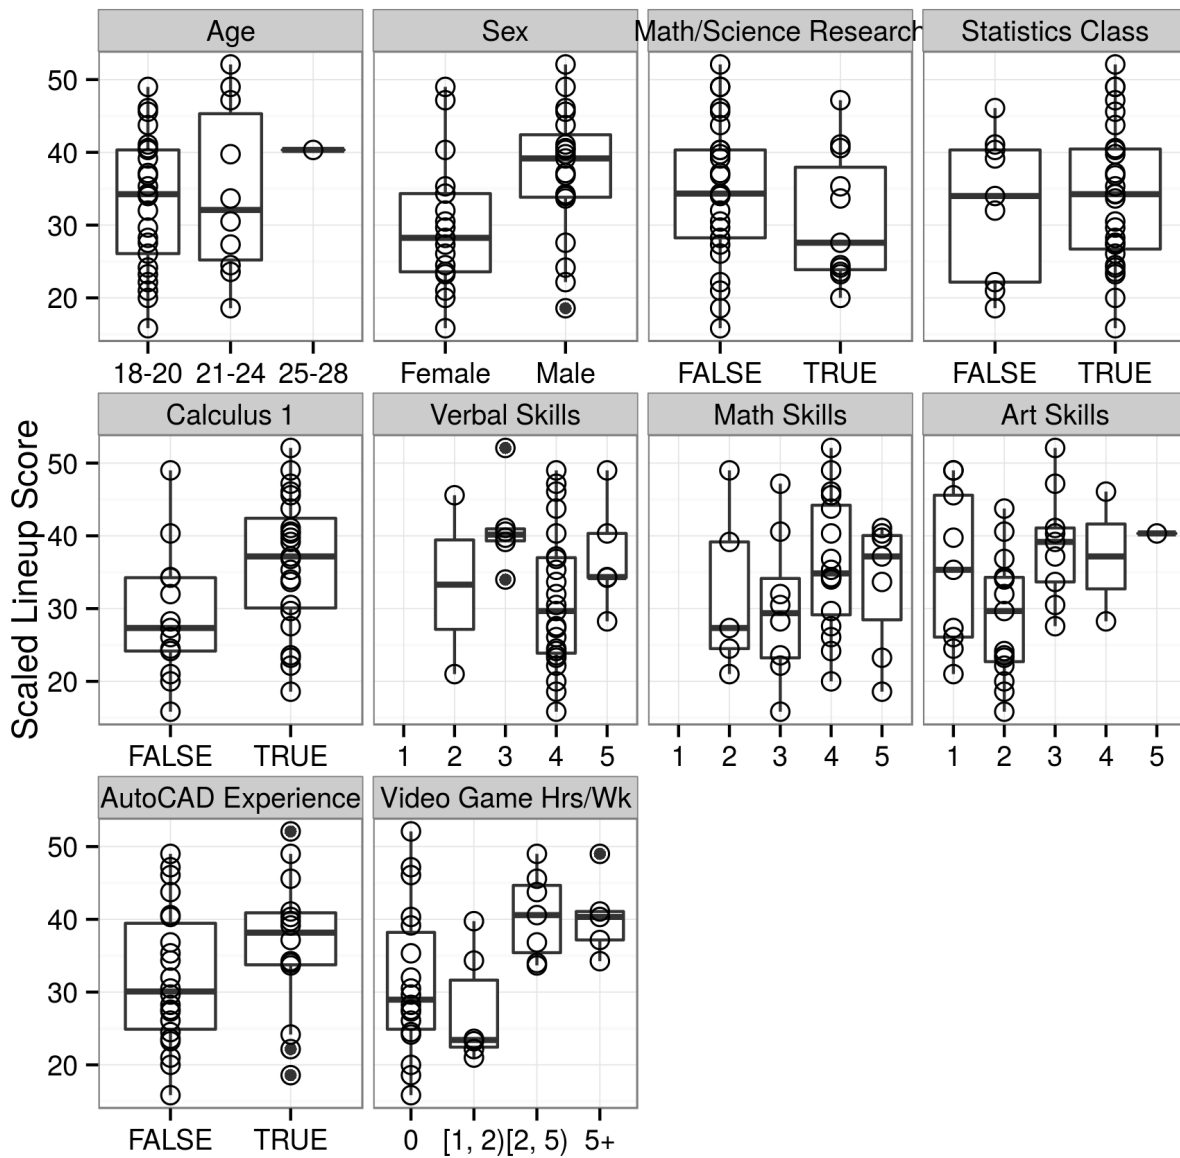 Age Sex Math/Science Research Statistics Class
50
40
30
20
18-20 21-24 25-28 Female Male FALSE TRUE FALSE TRUE
Calculus 1 Verbal Skills Math Skills Art Skills
Scaled Lineup Score
50
40
30
20
FALSE TRUE 1 2 3 4 5 1 2 3 4 5 1 2 3 4 5
AutoCAD Experience Video Game Hrs/Wk
50
40
30
20
FALSE TRUE 0 [1, 2) [2, 5) 5+